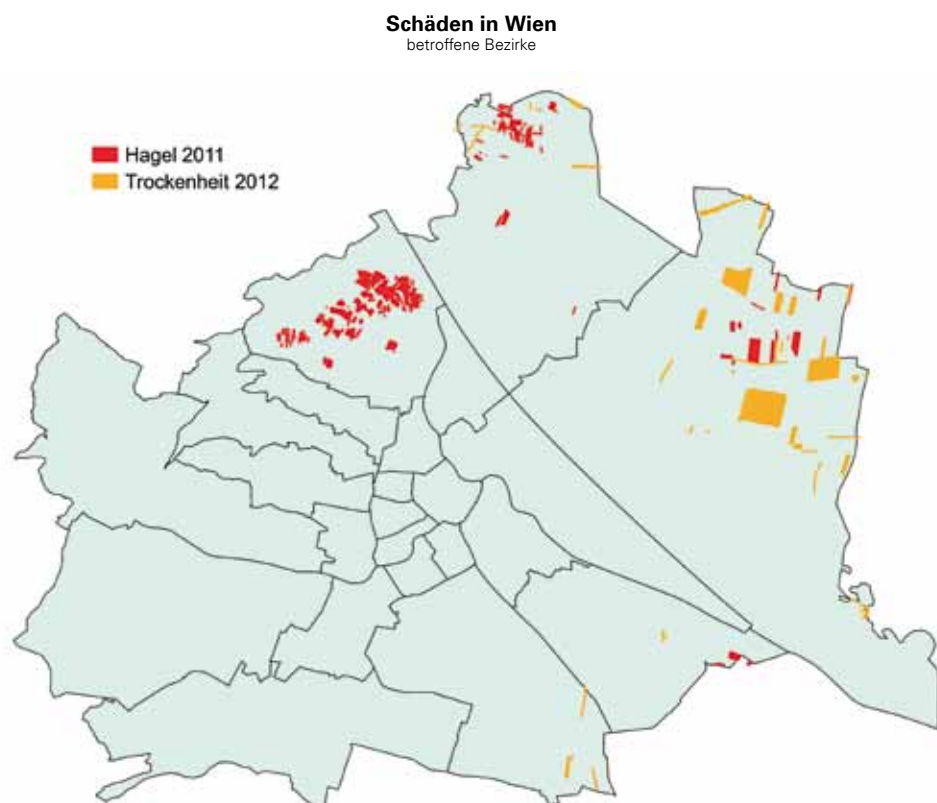 Schäden in Wien
betroffene Bezirke
Hagel 2011
Trockenheit 2012